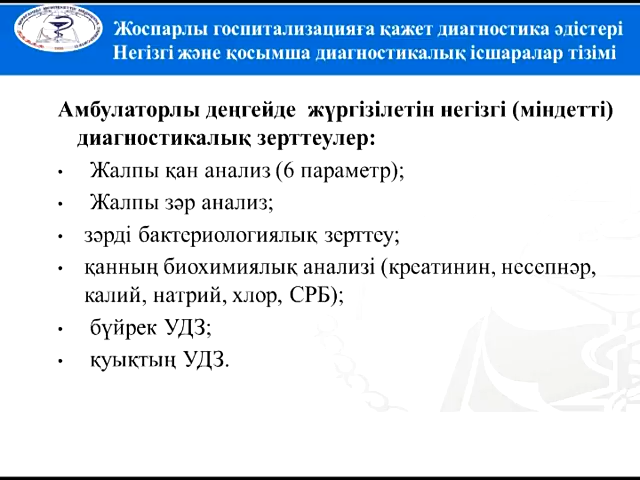 Жоспарлы госпитализацияға қажет диагностика әдістері
Негізгі және қосымша диагностикалық ісшаралар тізімі
Амбулаторлы деңгейде жүргізілетін негізгі (міндетті)
диагностикалық зерттеулер:
• Жалпы қан анализ (6 параметр);
• Жалпы зәр анализ;
• зәрді бактериологиялық зерттеу;
• қанның биохимиялық анализі (креатинин, несепнәр,
калий, натрий, хлор, СРБ);
• бүйрек УДЗ;
• қуықтың УДЗ.